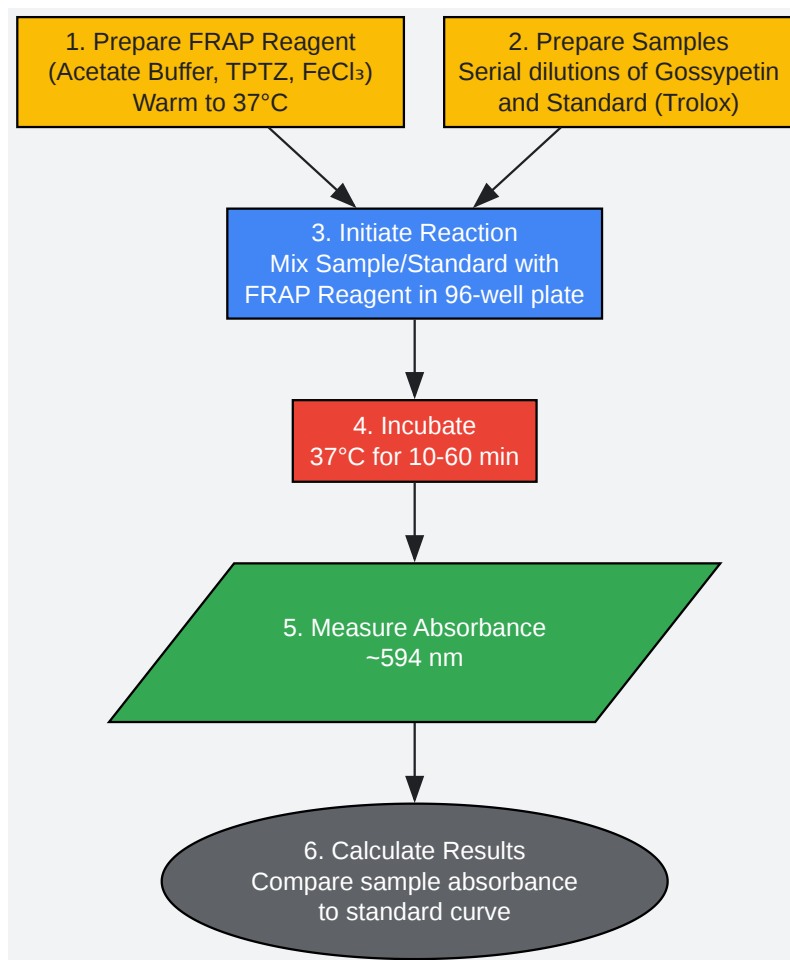 1. Prepare FRAP Reagent
(Acetate Buffer, TPTZ, FeCl₃)
Warm to 37°C
2. Prepare Samples
Serial dilutions of Gossypetin
and Standard (Trolox)
3. Initiate Reaction
Mix Sample/Standard with
FRAP Reagent in 96-well plate
4. Incubate
37°C for 10-60 min
5. Measure Absorbance
~594 nm
6. Calculate Results
Compare sample absorbance
to standard curve